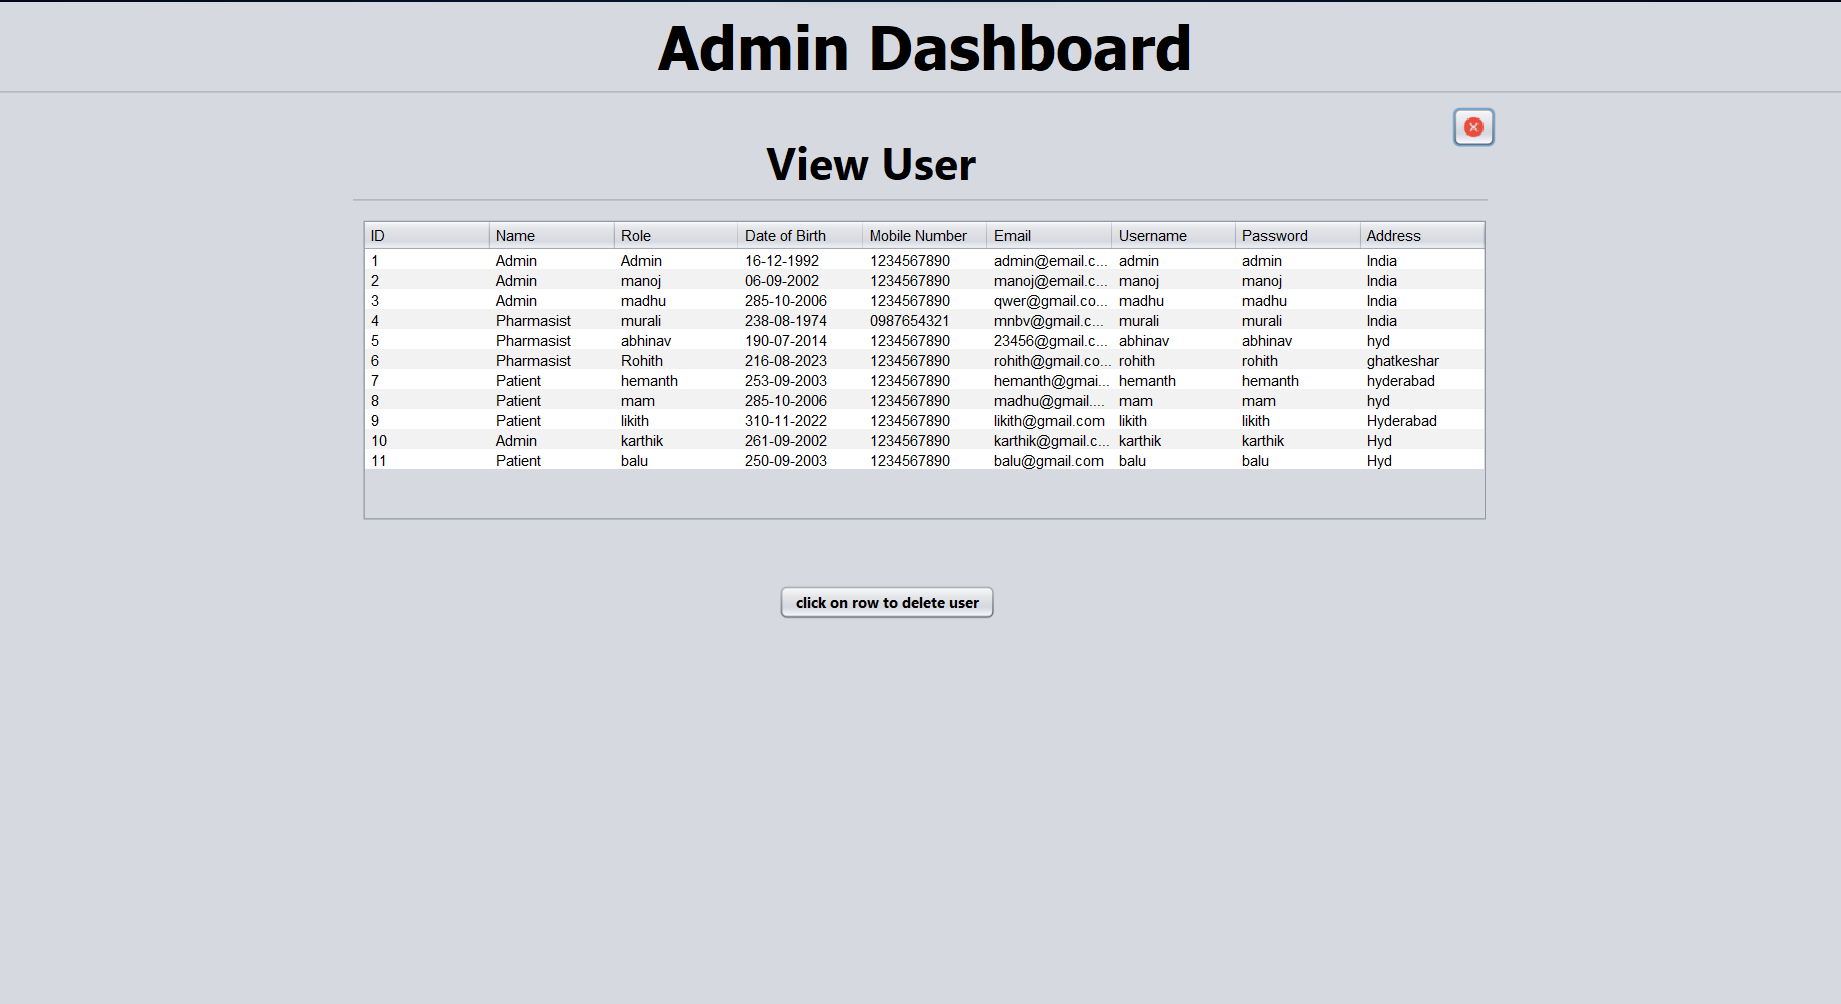 Admin Dashboard
View User
ID Name Role Date of Birth Mobile Number Email Username Password Address
1 Admin Admin 16-12-1992 1234567890 admin@email.c... admin admin India
2 Admin manoj 06-09-2002 1234567890 manoj@email.c... manoj manoj India
3 Admin madhu 285-10-2006 1234567890 qwer@gmail.co... madhu madhu India
4 Pharmasist murali 238-08-1974 0987654321 mnbv@gmail.c... murali murali India
5 Pharmasist abhinav 190-07-2014 1234567890 23456@gmail.c... abhinav abhinav hyd
6 Pharmasist Rohith 216-08-2023 1234567890 rohith@gmail.co... rohith rohith ghatkeshar
7 Patient hemanth 253-09-2003 1234567890 hemanth@gmai... hemanth hemanth hyderabad
8 Patient mam 285-10-2006 1234567890 madhu@gmail.... mam mam hyd
9 Patient likith 310-11-2022 1234567890 likith@gmail.com likith likith Hyderabad
10 Admin karthik 261-09-2002 1234567890 karthik@gmail.c... karthik karthik Hyd
11 Patient balu 250-09-2003 1234567890 balu@gmail.com balu balu Hyd
click on row to delete user